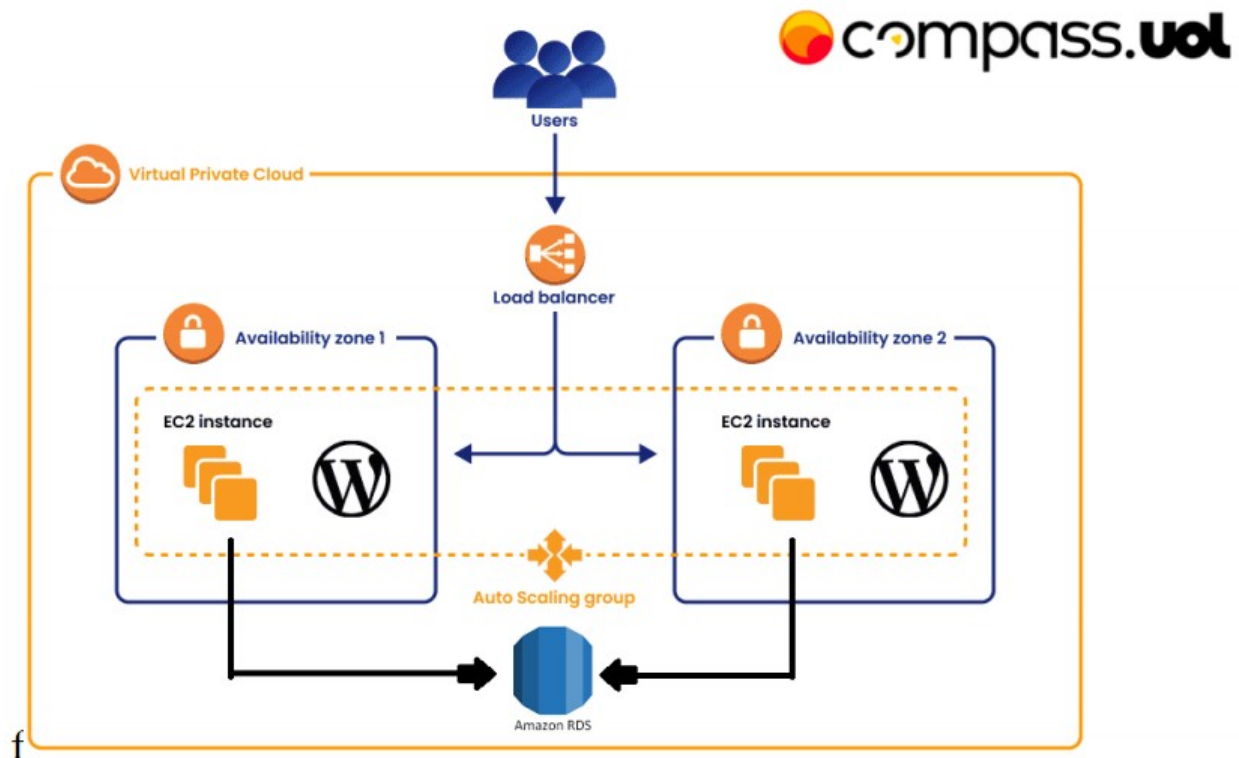 compass.uol
Users
Virtual Private Cloud
Load balancer
Availability zone 1
Availability zone 2
EC2 instance
EC2 instance
Auto Scaling group
Amazon RDS
f